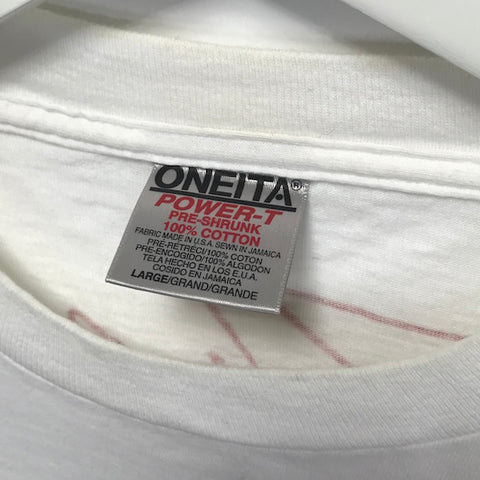 ONEITA®
POWER-T
PRE-SHRUNK
100% COTTON
FABRIC MADE IN U.S.A. SEWN IN JAMAICA
PRE-RETRECI/100% COTON
PRE-ENCOGIDO/100% ALGODON
TELA HECHO EN LOS E.U.A.
COSIDO EN JAMAICA
LARGE/GRAND/GRANDE